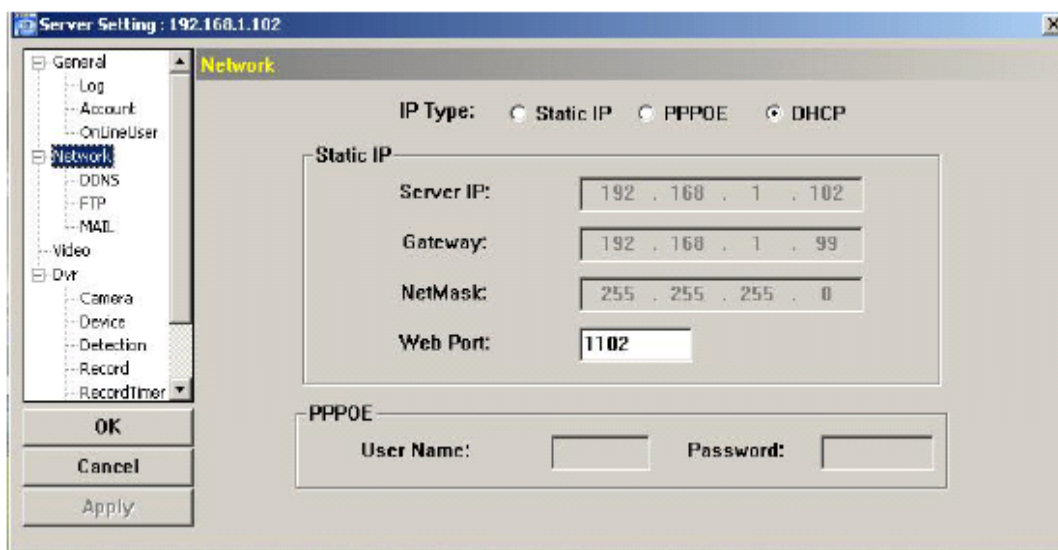 Server Setting : 192.168.1.102
General
Log
Account
OnLineUser
Network
DDNS
FTP
MAIL
Video
Dvr
Camera
Device
Detection
Record
RecordTimer
OK
Cancel
Apply
Network
IP Type: Static IP PPPOE DHCP
Static IP
Server IP: 192 . 168 . 1 . 102
Gateway: 192 . 168 . 1 . 99
NetMask: 255 . 255 . 255 . 0
Web Port: 1102
PPPOE
User Name: Password: